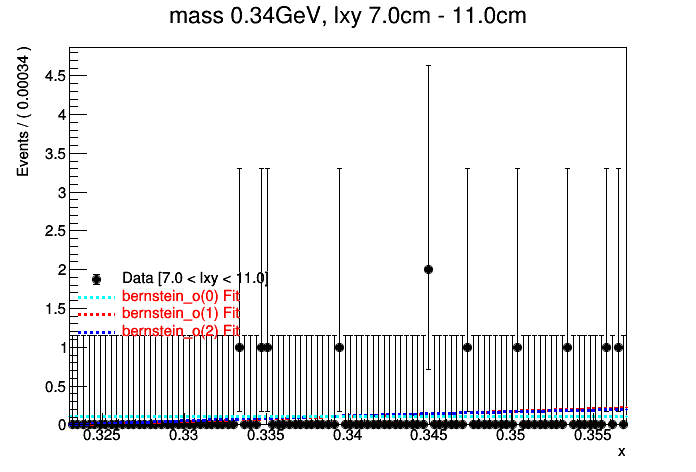 mass 0.34GeV, lxy 7.0cm - 11.0cm
Events / ( 0.00034 )
4.5
4
3.5
3
2.5
2
1.5
1
0.5
0
Data [7.0 < lxy < 11.0]
bernstein_o(0) Fit
bernstein_o(1) Fit
bernstein_o(2) Fit
0.325 0.33 0.335 0.34 0.345 0.35 0.355
x